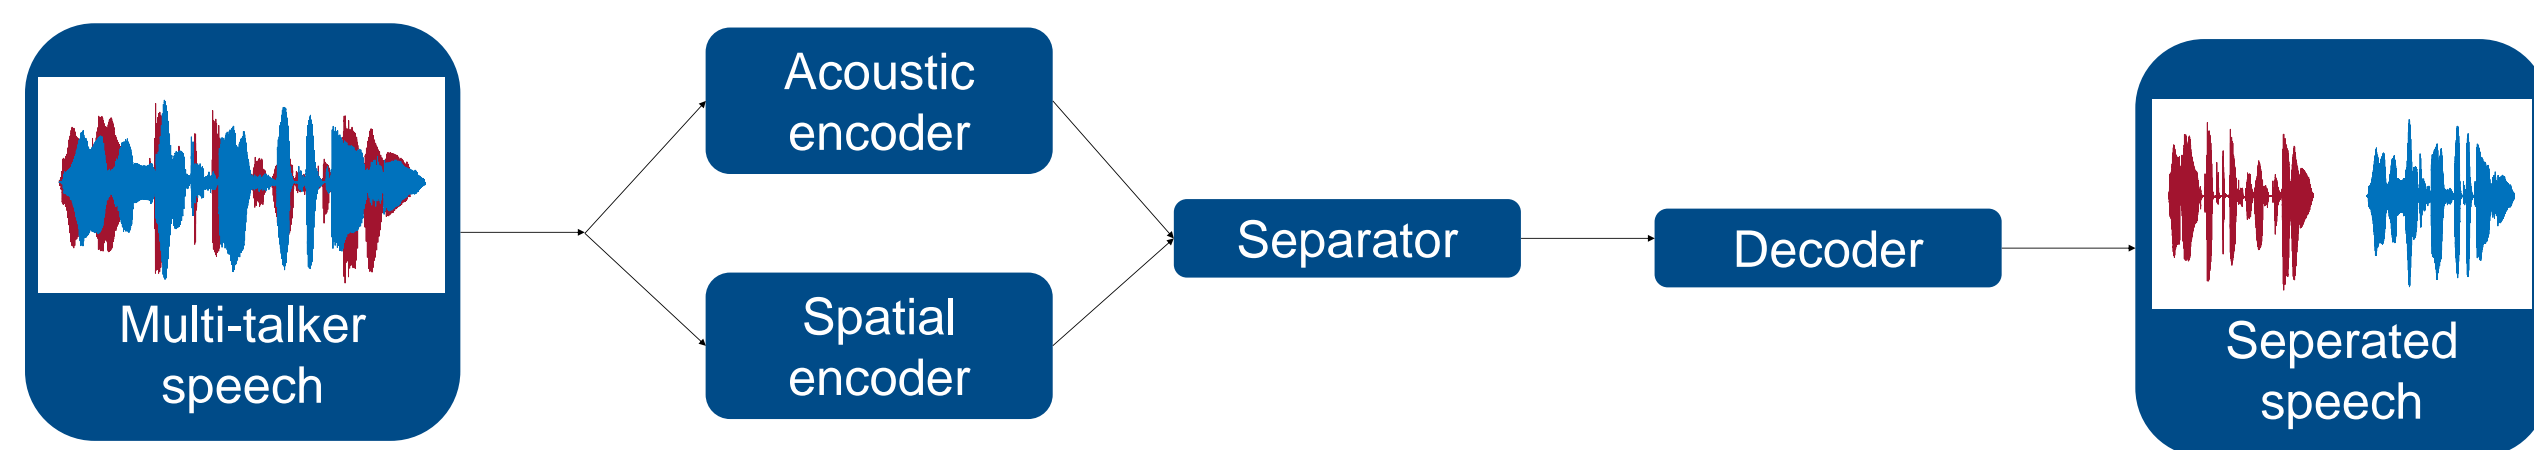 Multi-talker
speech
Acoustic
encoder
Spatial
encoder
Separator
Decoder
Seperated
speech